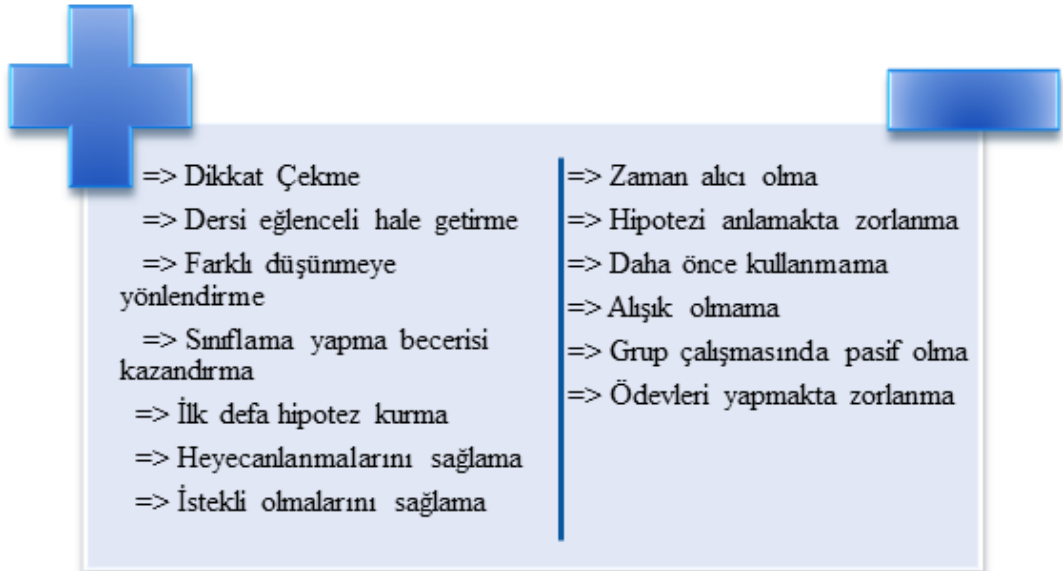 => Dikkat Çekme
=> Dersi eğlenceli hale getirme
=> Farklı düşünmeye
yönlendirme
=> Sınıflama yapma becerisi
kazandırma
=> İlk defa hipotez kurma
=> Heyecanlanmalarını sağlama
=> İstekli olmalarını sağlama
=> Zaman alıcı olma
=> Hipotezi anlamakta zorlanma
=> Daha önce kullanmama
=> Alışık olmama
=> Grup çalışmasında pasif olma
=> Ödevleri yapmakta zorlanma